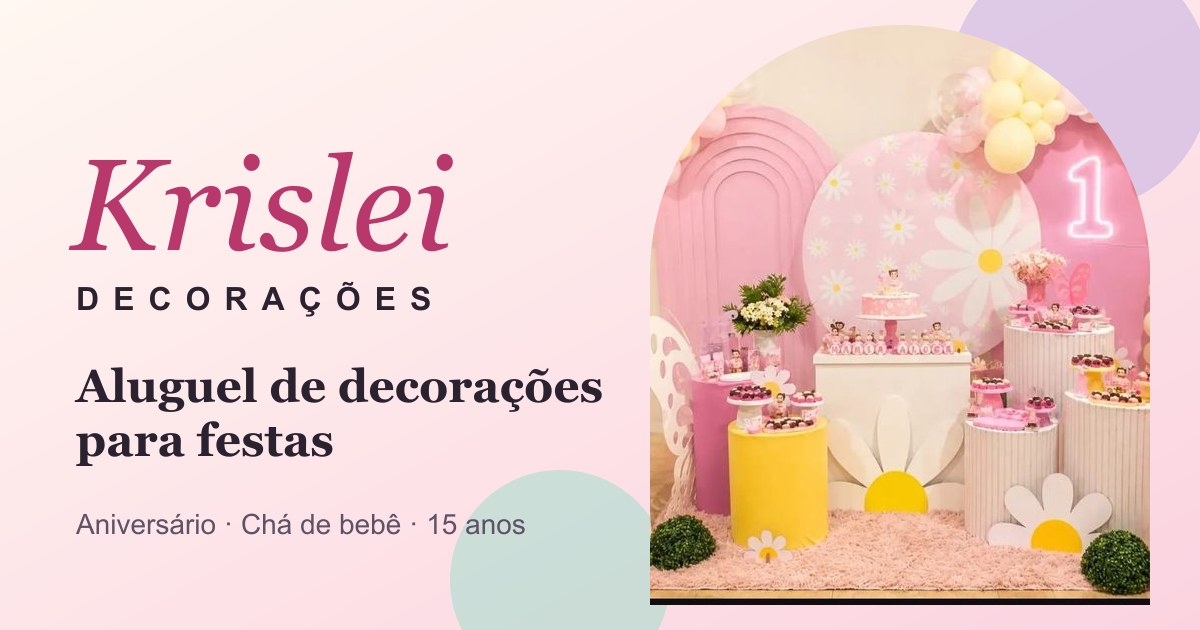 Krislei
DECORAÇÕES
Aluguel de decorações
para festas
Aniversário · Chá de bebê · 15 anos
1